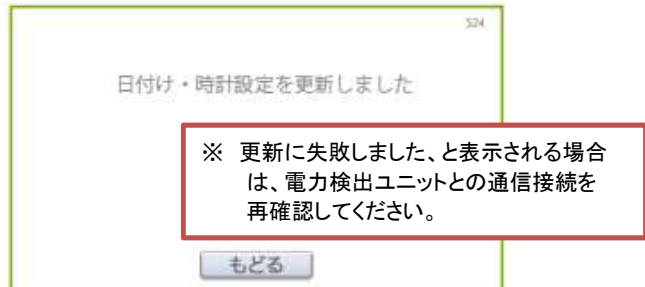 524
日付け・時計設定を更新しました
※ 更新に失敗しました、と表示される場合
は、電力検出ユニットとの通信接続を
再確認してください。
もどる